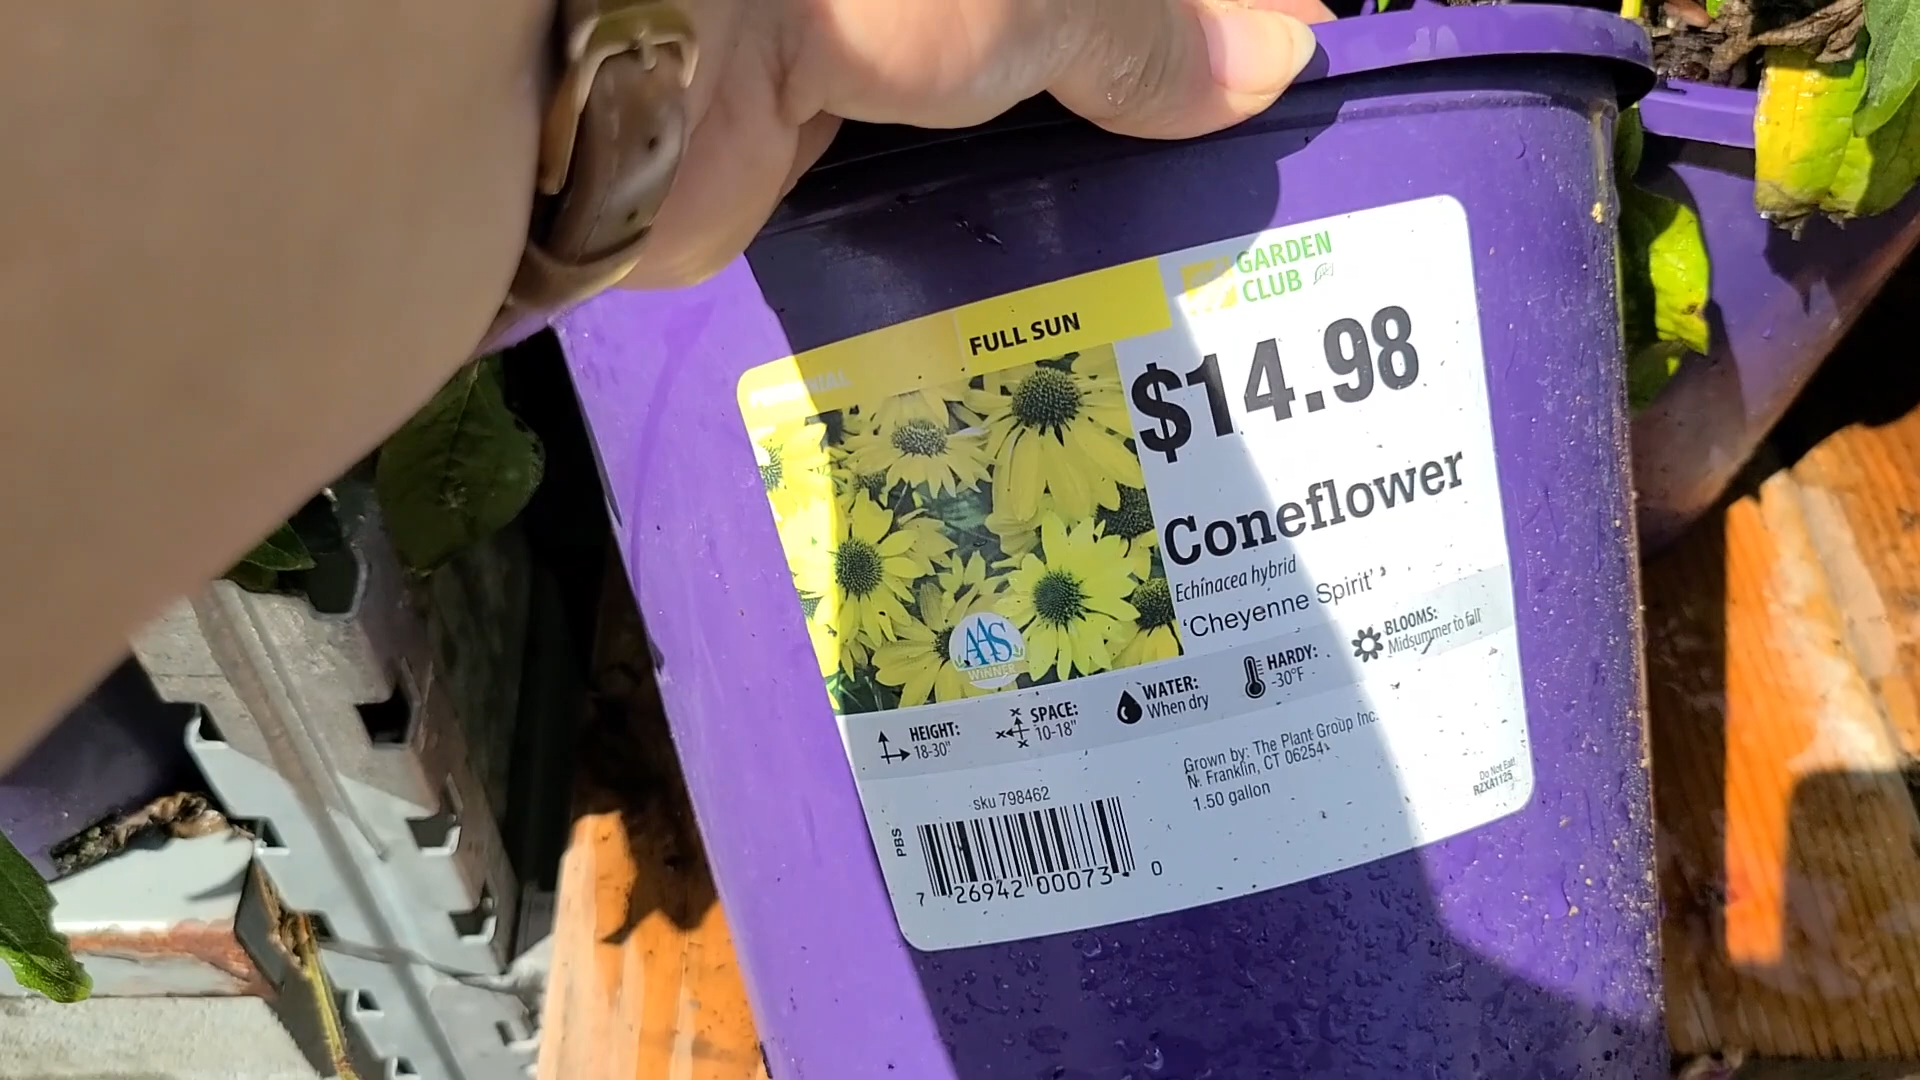 PERENNIAL
FULL SUN
GARDEN
CLUB
$14.98
Coneflower
Echinacea hybrid
'Cheyenne Spirit'
AAS
WINNER
HEIGHT:
18-30"
SPACE:
10-18"
WATER:
When dry
HARDY:
-30°F
BLOOMS:
Midsummer to fall
Grown by: The Plant Group Inc.
N. Franklin, CT 06254
1.50 gallon
Do Not Eat!
RZXA1125
sku 798462
PBS
7 26942 00073 0